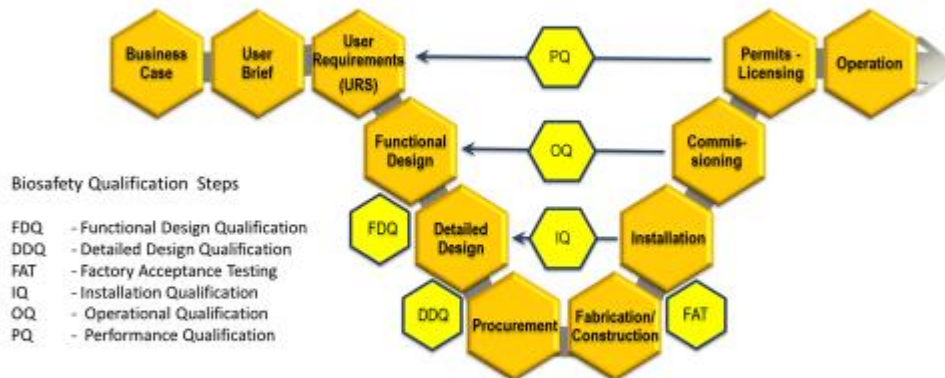 Business
Case
User
Brief
User
Requirements
(URS)
PQ
Permits -
Licensing
Operation
Functional
Design
OQ
Commis-
sioning
Biosafety Qualification Steps
FDQ - Functional Design Qualification
DDQ - Detailed Design Qualification
FAT - Factory Acceptance Testing
IQ - Installation Qualification
OQ - Operational Qualification
PQ - Performance Qualification
FDQ
Detailed
Design
IQ
Installation
DDQ
Procurement
Fabrication/
Construction
FAT